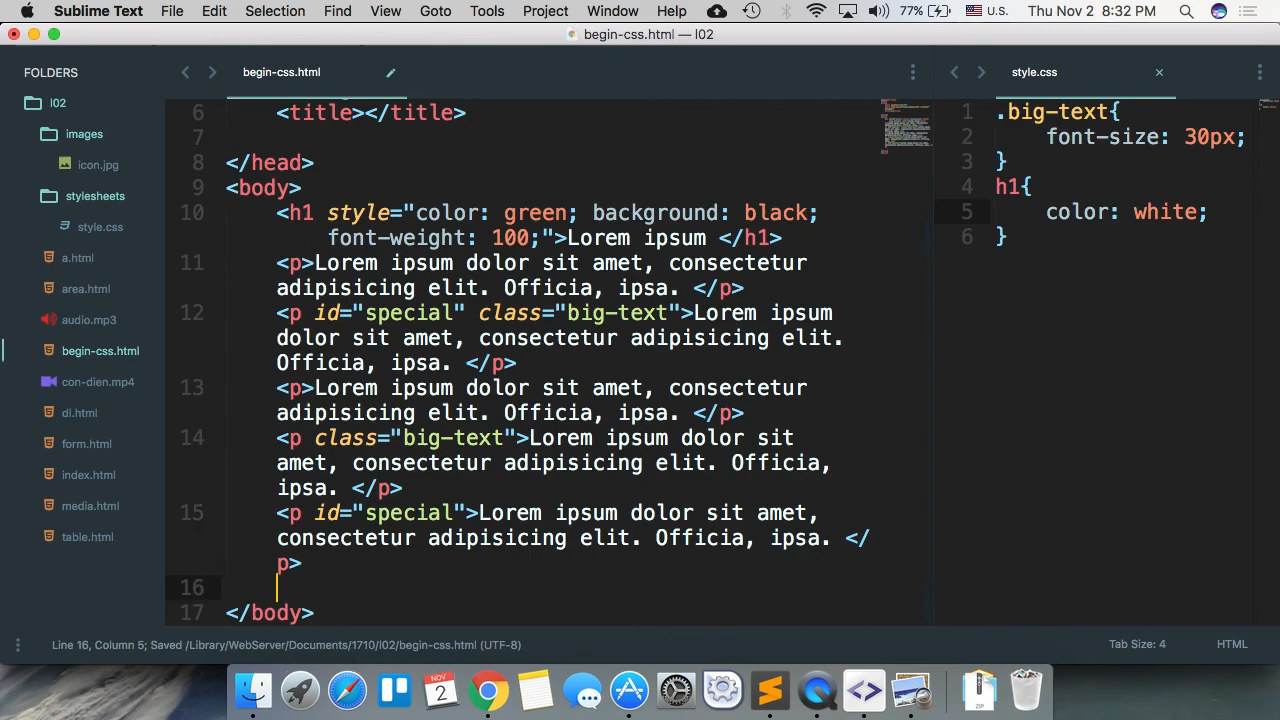 Sublime Text File Edit Selection Find View Goto Tools Project Window Help 77% U.S. Thu Nov 2 8:32 PM
begin-css.html — l02
FOLDERS
l02
images
icon.jpg
stylesheets
style.css
a.html
area.html
audio.mp3
begin-css.html
con-dien.mp4
dl.html
form.html
index.html
media.html
table.html
begin-css.html
6 <title></title>
7
8 </head>
9 <body>
10 <h1 style="color: green; background: black;
font-weight: 100;">Lorem ipsum </h1>
11 <p>Lorem ipsum dolor sit amet, consectetur
adipisicing elit. Officia, ipsa. </p>
12 <p id="special" class="big-text">Lorem ipsum
dolor sit amet, consectetur adipisicing elit.
Officia, ipsa. </p>
13 <p>Lorem ipsum dolor sit amet, consectetur
adipisicing elit. Officia, ipsa. </p>
14 <p class="big-text">Lorem ipsum dolor sit
amet, consectetur adipisicing elit. Officia,
ipsa. </p>
15 <p id="special">Lorem ipsum dolor sit amet,
consectetur adipisicing elit. Officia, ipsa. </
p>
16
17 </body>
style.css
1 .big-text{
2 font-size: 30px;
3 }
4 h1{
5 color: white;
6 }
Line 16, Column 5; Saved /Library/WebServer/Documents/1710/l02/begin-css.html (UTF-8) Tab Size: 4 HTML
NOV
2
ZIP